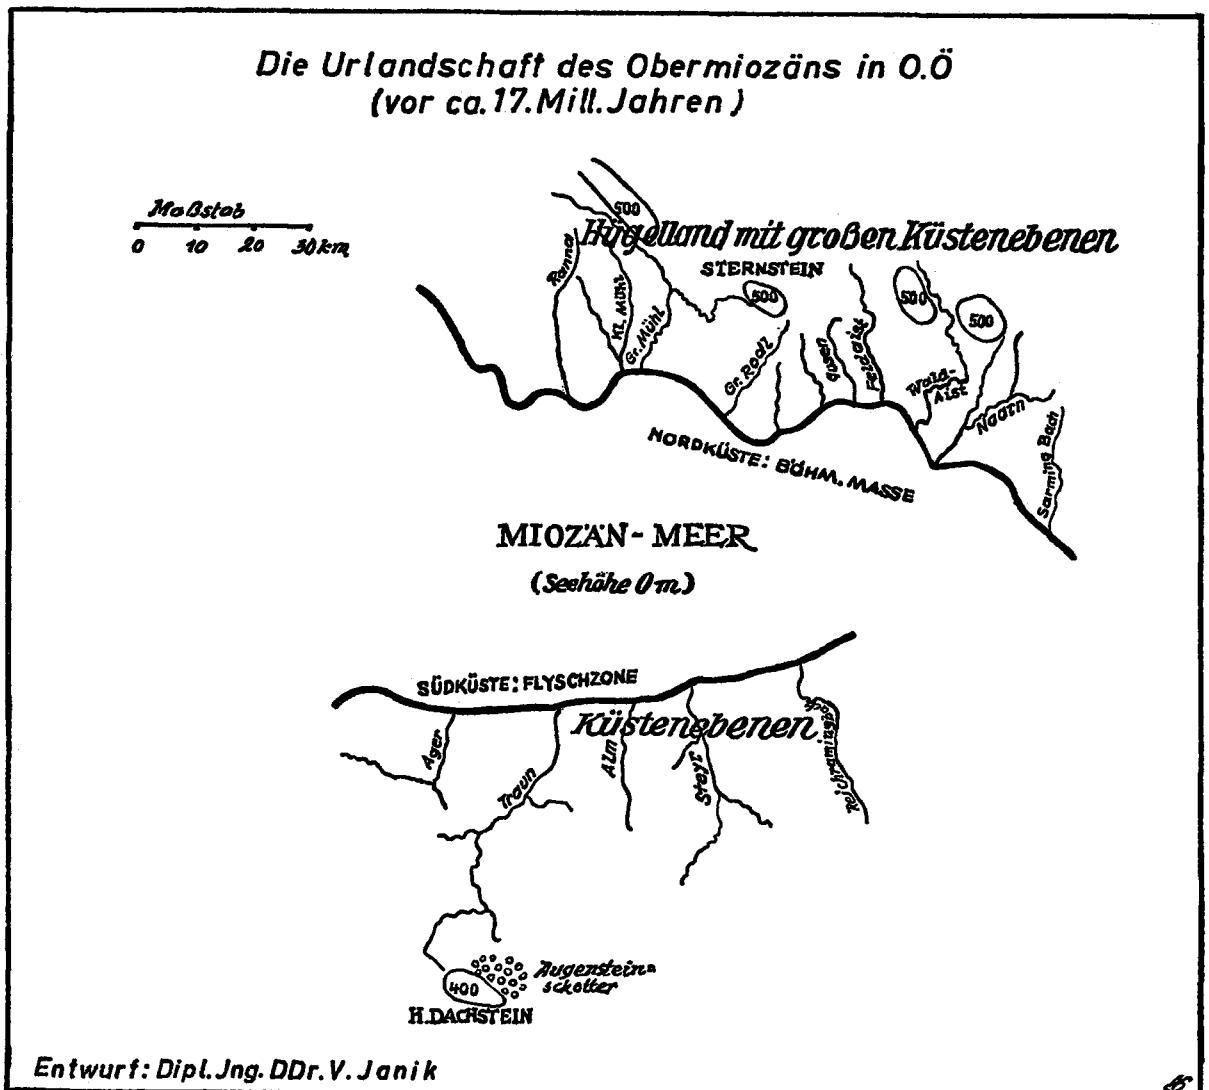 Die Urlandschaft des Obermiozäns in O.Ö
(vor ca. 17. Mill. Jahren)
Maßstab
0 10 20 30 km
500
Hügelland mit großen Küstenebenen
STERNSTEIN
500
500
500
Ranna
Kl. Mühl
Gr. Mühl
Gr. Rodl
Gusen
Feldaist
Wald-
Aist
Naarn
Sarming Bach
NORDKÜSTE: BÖHM. MASSE
MIOZÄN-MEER
(Seehöhe 0 m)
SÜDKÜSTE: FLYSCHZONE
Küstenebenen
Ager
Traun
Alm
Steyr
Reichramingbach
Augenstein=
schotter
400
H. DACHSTEIN
Entwurf: Dipl. Jng. DDr. V. Janik